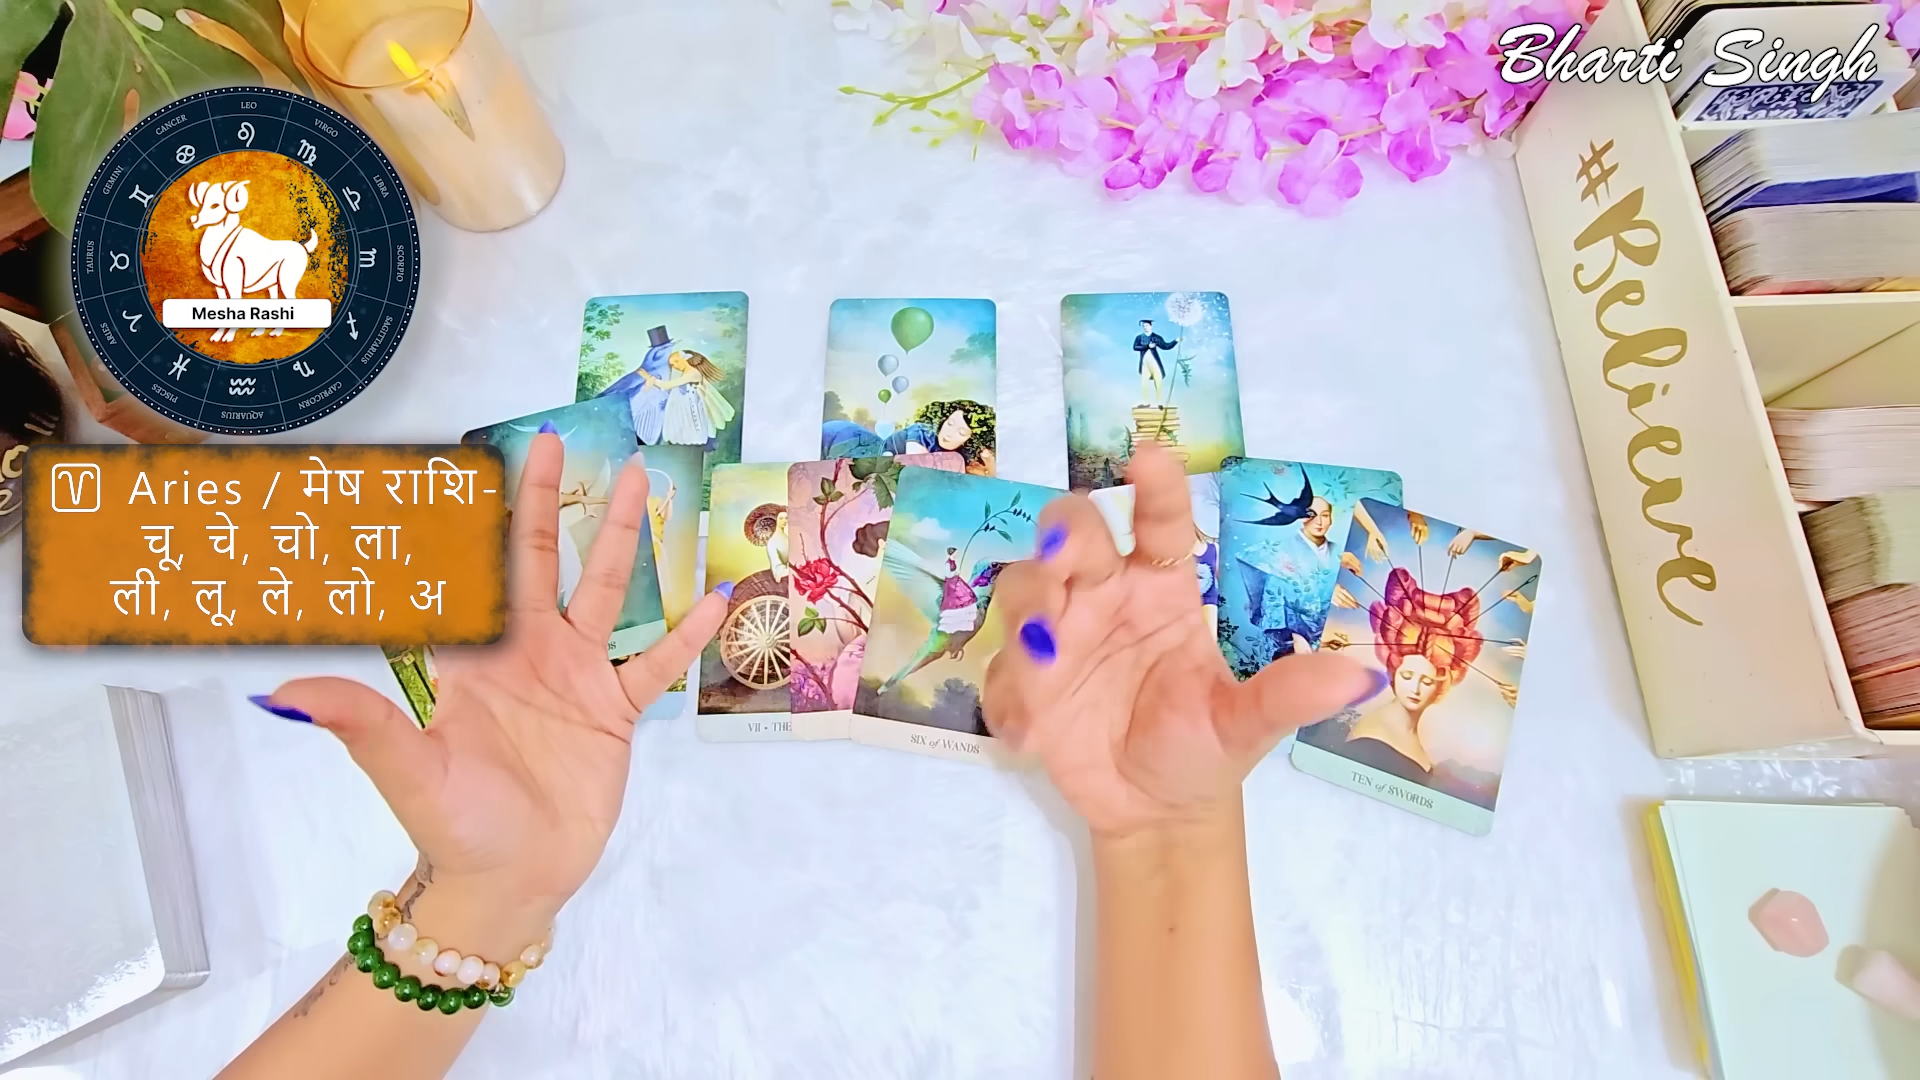 Bharti Singh
LEO
VIRGO
LIBRA
SCORPIO
SAGITTARIUS
CAPRICORN
AQUARIUS
PISCES
ARIES
TAURUS
GEMINI
CANCER
Mesha Rashi
Aries / मेष राशि-
चू, चे, चो, ला,
ली, लू, ले, लो, अ
#Believe
VII • THE
SIX of WANDS
TEN of SWORDS